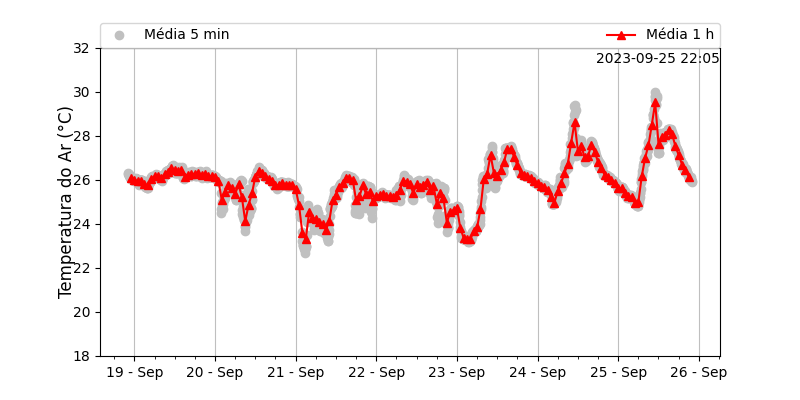 Média 5 min
Média 1 h
2023-09-25 22:05
Temperatura do Ar (°C)
32
30
28
26
24
22
20
18
19 - Sep
20 - Sep
21 - Sep
22 - Sep
23 - Sep
24 - Sep
25 - Sep
26 - Sep